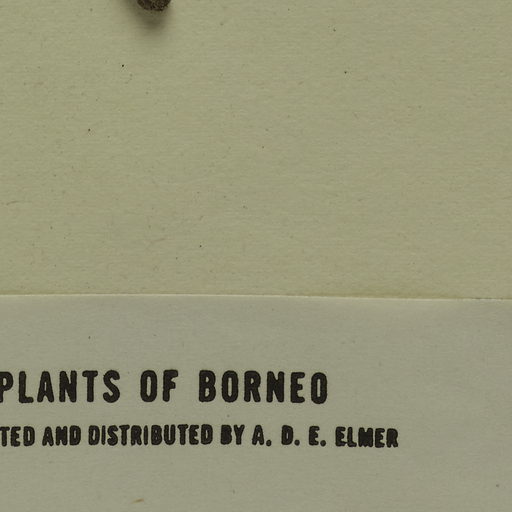 PLANTS OF BORNEO
TED AND DISTRIBUTED BY A. D. E. ELMER